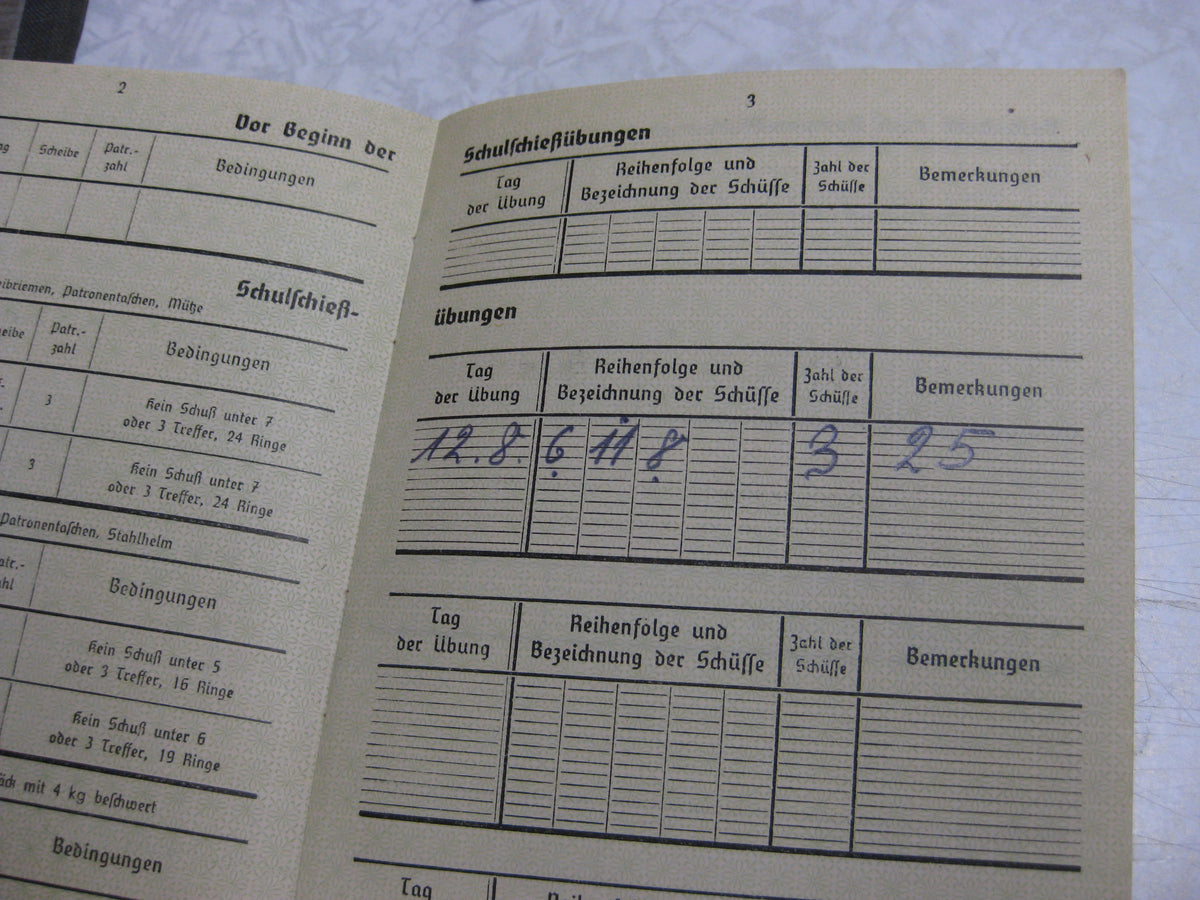 2
Vor Beginn der
Scheibe Patr.- zahl Bedingungen
Patronentaschen, Mütze
Schulschieß-
Patr.- zahl Bedingungen
3 Kein Schuß unter 7
oder 3 Treffer, 24 Ringe
3 Kein Schuß unter 7
oder 3 Treffer, 24 Ringe
Patronentaschen, Stahlhelm
Bedingungen
Kein Schuß unter 5
oder 3 Treffer, 16 Ringe
Kein Schuß unter 6
oder 3 Treffer, 19 Ringe
mit 4 kg beschwert
Bedingungen
3
Schulschießübungen
Tag der Übung Reihenfolge und Bezeichnung der Schüsse Zahl der Schüsse Bemerkungen
übungen
Tag der Übung Reihenfolge und Bezeichnung der Schüsse Zahl der Schüsse Bemerkungen
12.8. 6 11 8 3 25
Tag der Übung Reihenfolge und Bezeichnung der Schüsse Zahl der Schüsse Bemerkungen
Tag